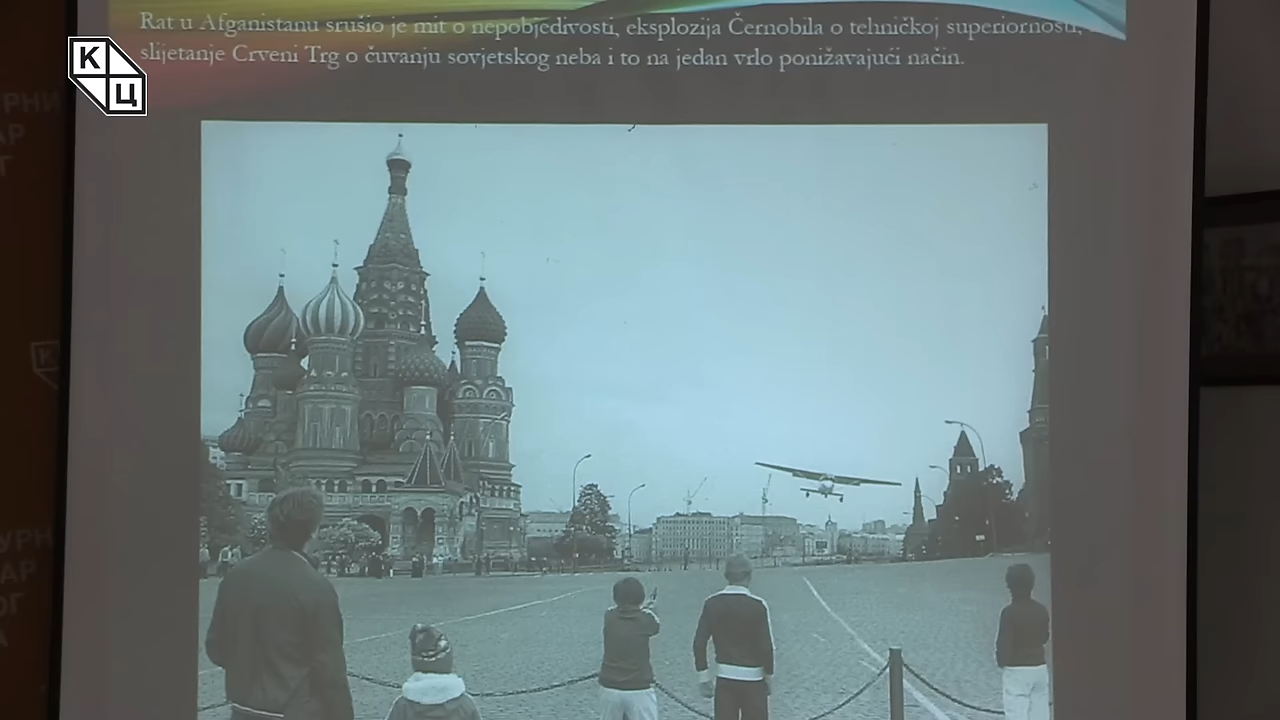 Rat u Afganistanu srušio je mit o nepobjedivosti, eksplozija Černobila o tehničkoj superiornosti,
slijetanje Crveni Trg o čuvanju sovjetskog neba i to na jedan vrlo ponižavajući način.
К
Ц